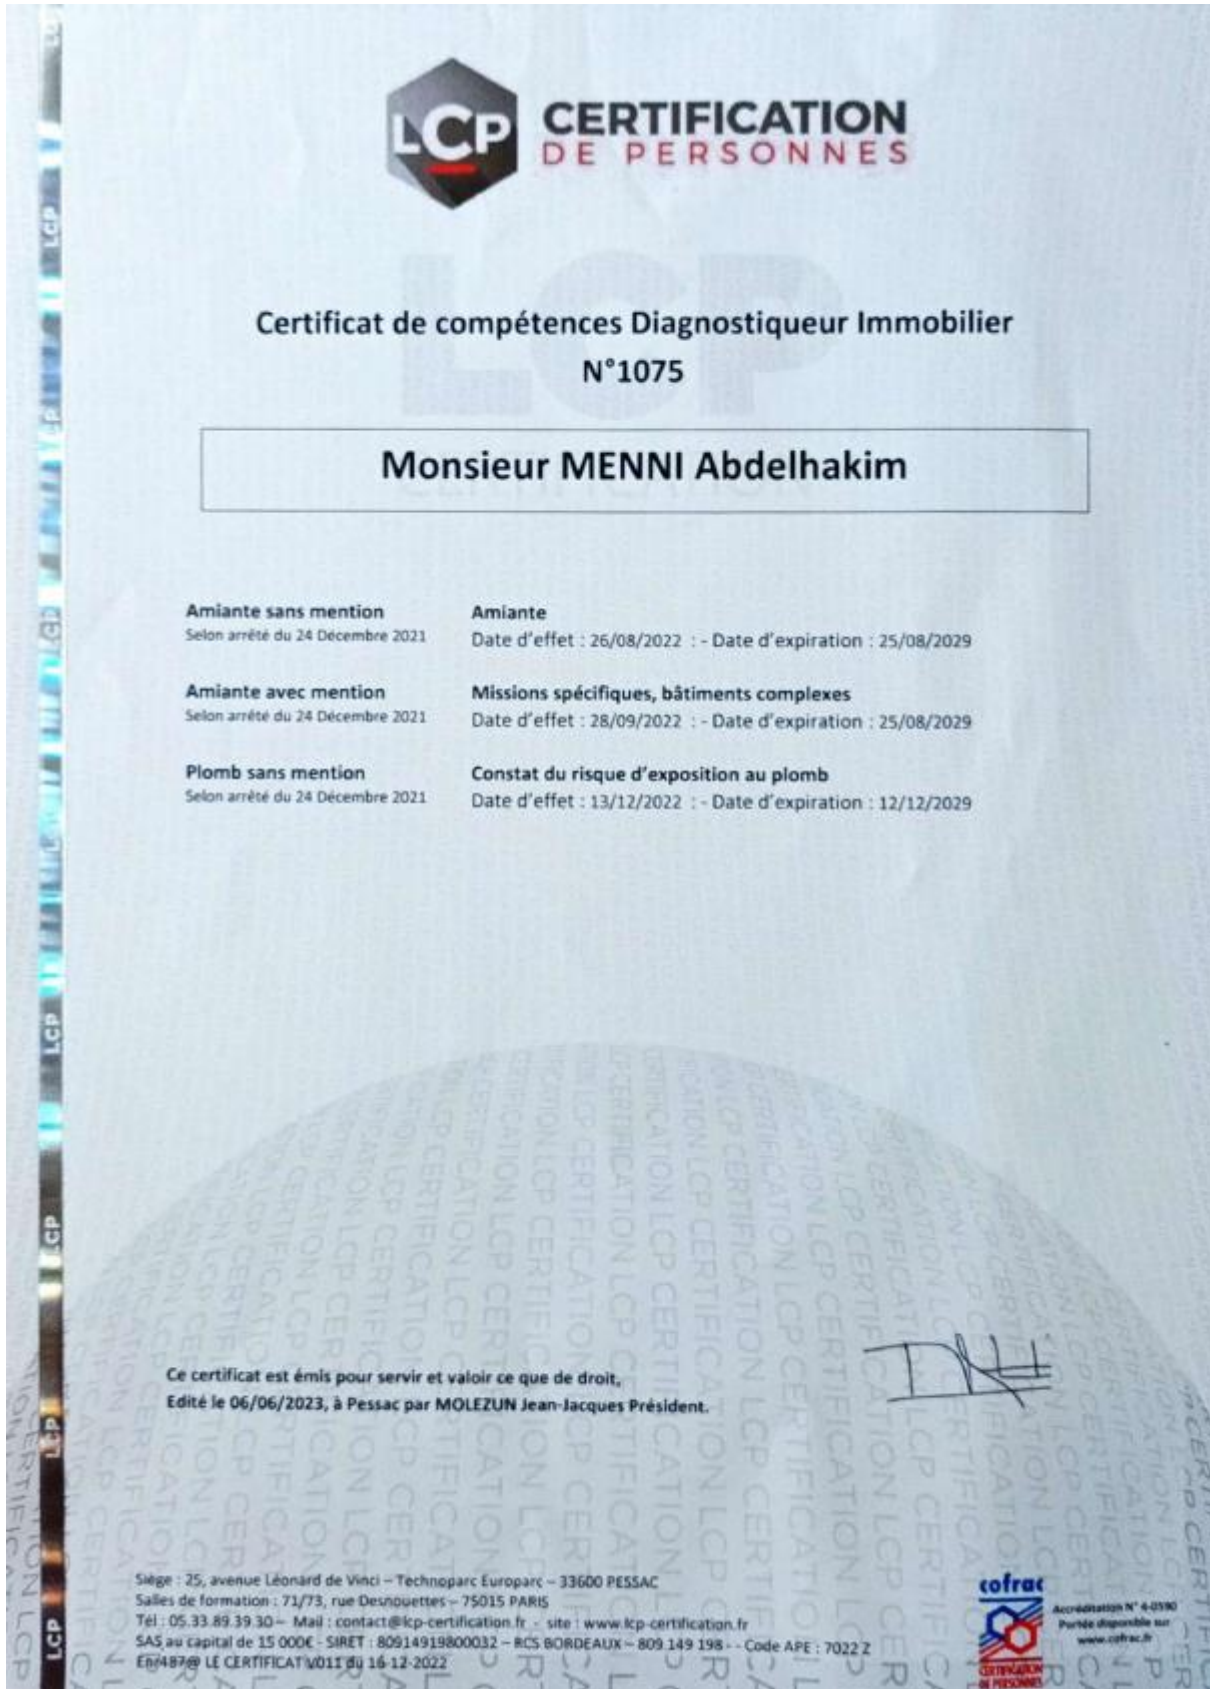 LCP CERTIFICATION
DE PERSONNES
Certificat de compétences Diagnostiqueur Immobilier
N°1075
Monsieur MENNI Abdelhakim
Amiante sans mention Amiante
Selon arrêté du 24 Décembre 2021 Date d'effet : 26/08/2022 : - Date d'expiration : 25/08/2029
Amiante avec mention Missions spécifiques, bâtiments complexes
Selon arrêté du 24 Décembre 2021 Date d'effet : 28/09/2022 : - Date d'expiration : 25/08/2029
Plomb sans mention Constat du risque d'exposition au plomb
Selon arrêté du 24 Décembre 2021 Date d'effet : 13/12/2022 : - Date d'expiration : 12/12/2029
Ce certificat est émis pour servir et valoir ce que de droit,
Edité le 06/06/2023, à Pessac par MOLEZUN Jean-Jacques Président.
Siège : 25, avenue Léonard de Vinci – Technoparc Europarc – 33600 PESSAC
Salles de formation : 71/73, rue Desnouettes – 75015 PARIS
Tél : 05.33.89.39.30 – Mail : contact@lcp-certification.fr - site : www.lcp-certification.fr
SAS au capital de 15 000€ - SIRET : 80914919800032 – RCS BORDEAUX – 809 149 198 - - Code APE : 7022 Z
Enr487@ LE CERTIFICAT V011 du 16-12-2022
cofrac
CERTIFICATION
DE PERSONNES
Accréditation N° 4-0590
Portée disponible sur
www.cofrac.fr